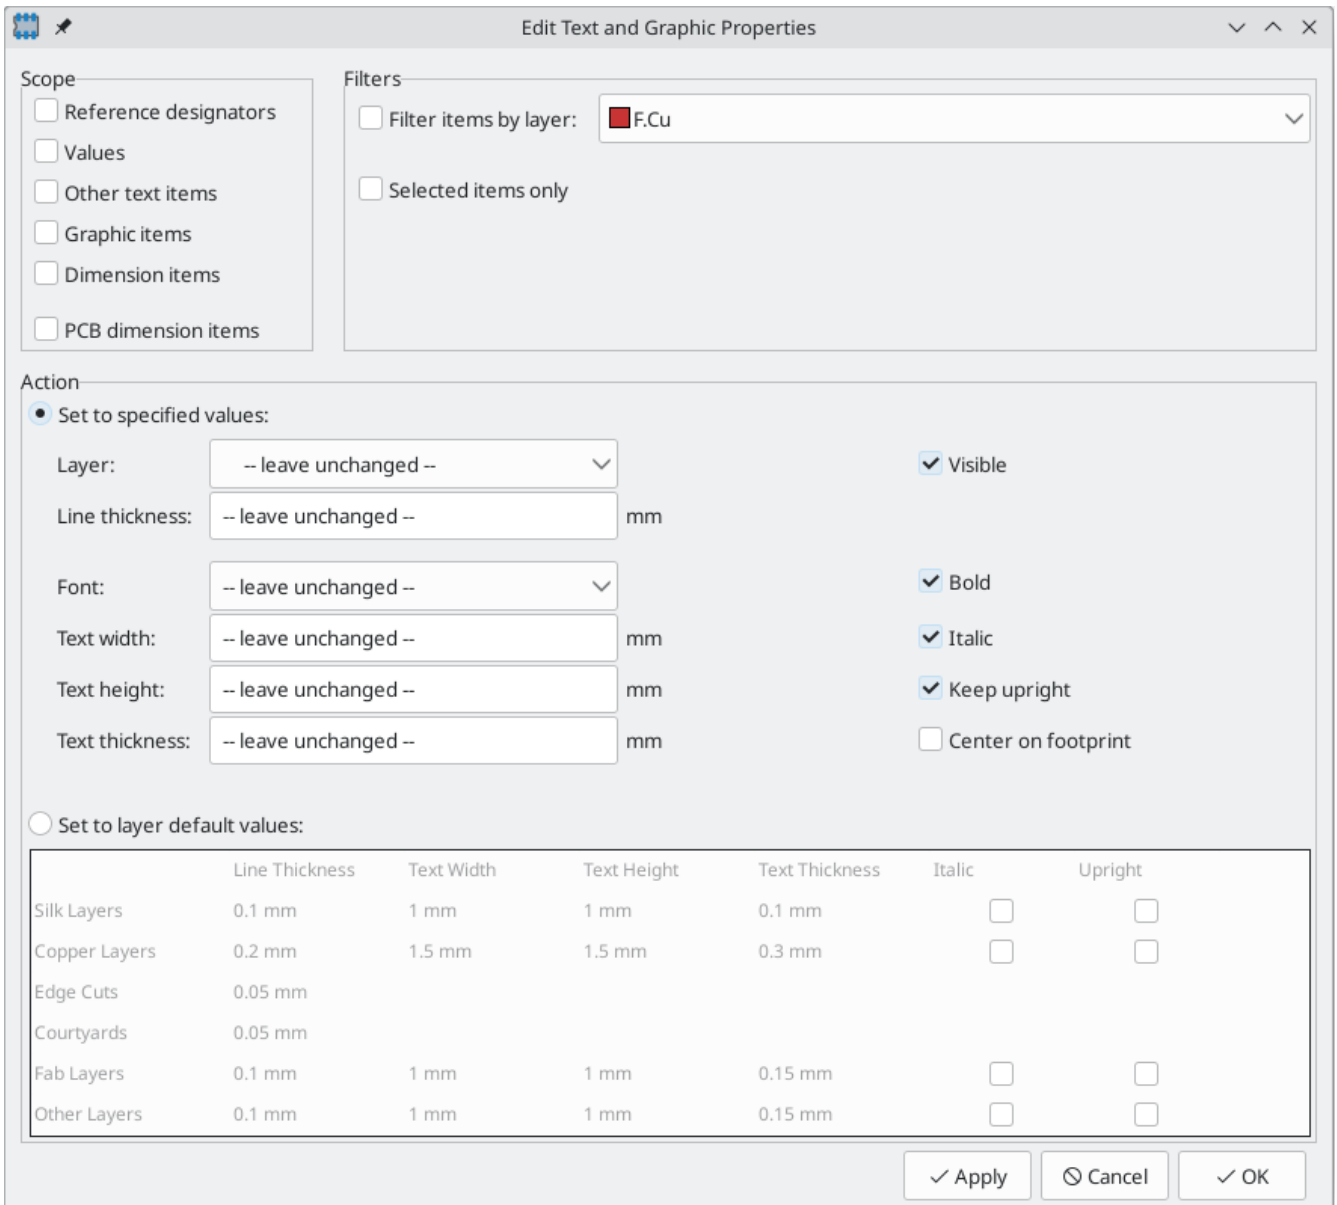 Edit Text and Graphic Properties
Scope
Reference designators
Values
Other text items
Graphic items
Dimension items
PCB dimension items
Filters
Filter items by layer: F.Cu
Selected items only
Action
Set to specified values:
Layer: -- leave unchanged -- Visible
Line thickness: -- leave unchanged -- mm
Font: -- leave unchanged -- Bold
Text width: -- leave unchanged -- mm Italic
Text height: -- leave unchanged -- mm Keep upright
Text thickness: -- leave unchanged -- mm Center on footprint
Set to layer default values:
Line Thickness Text Width Text Height Text Thickness Italic Upright
Silk Layers 0.1 mm 1 mm 1 mm 0.1 mm
Copper Layers 0.2 mm 1.5 mm 1.5 mm 0.3 mm
Edge Cuts 0.05 mm
Courtyards 0.05 mm
Fab Layers 0.1 mm 1 mm 1 mm 0.15 mm
Other Layers 0.1 mm 1 mm 1 mm 0.15 mm
Apply Cancel OK